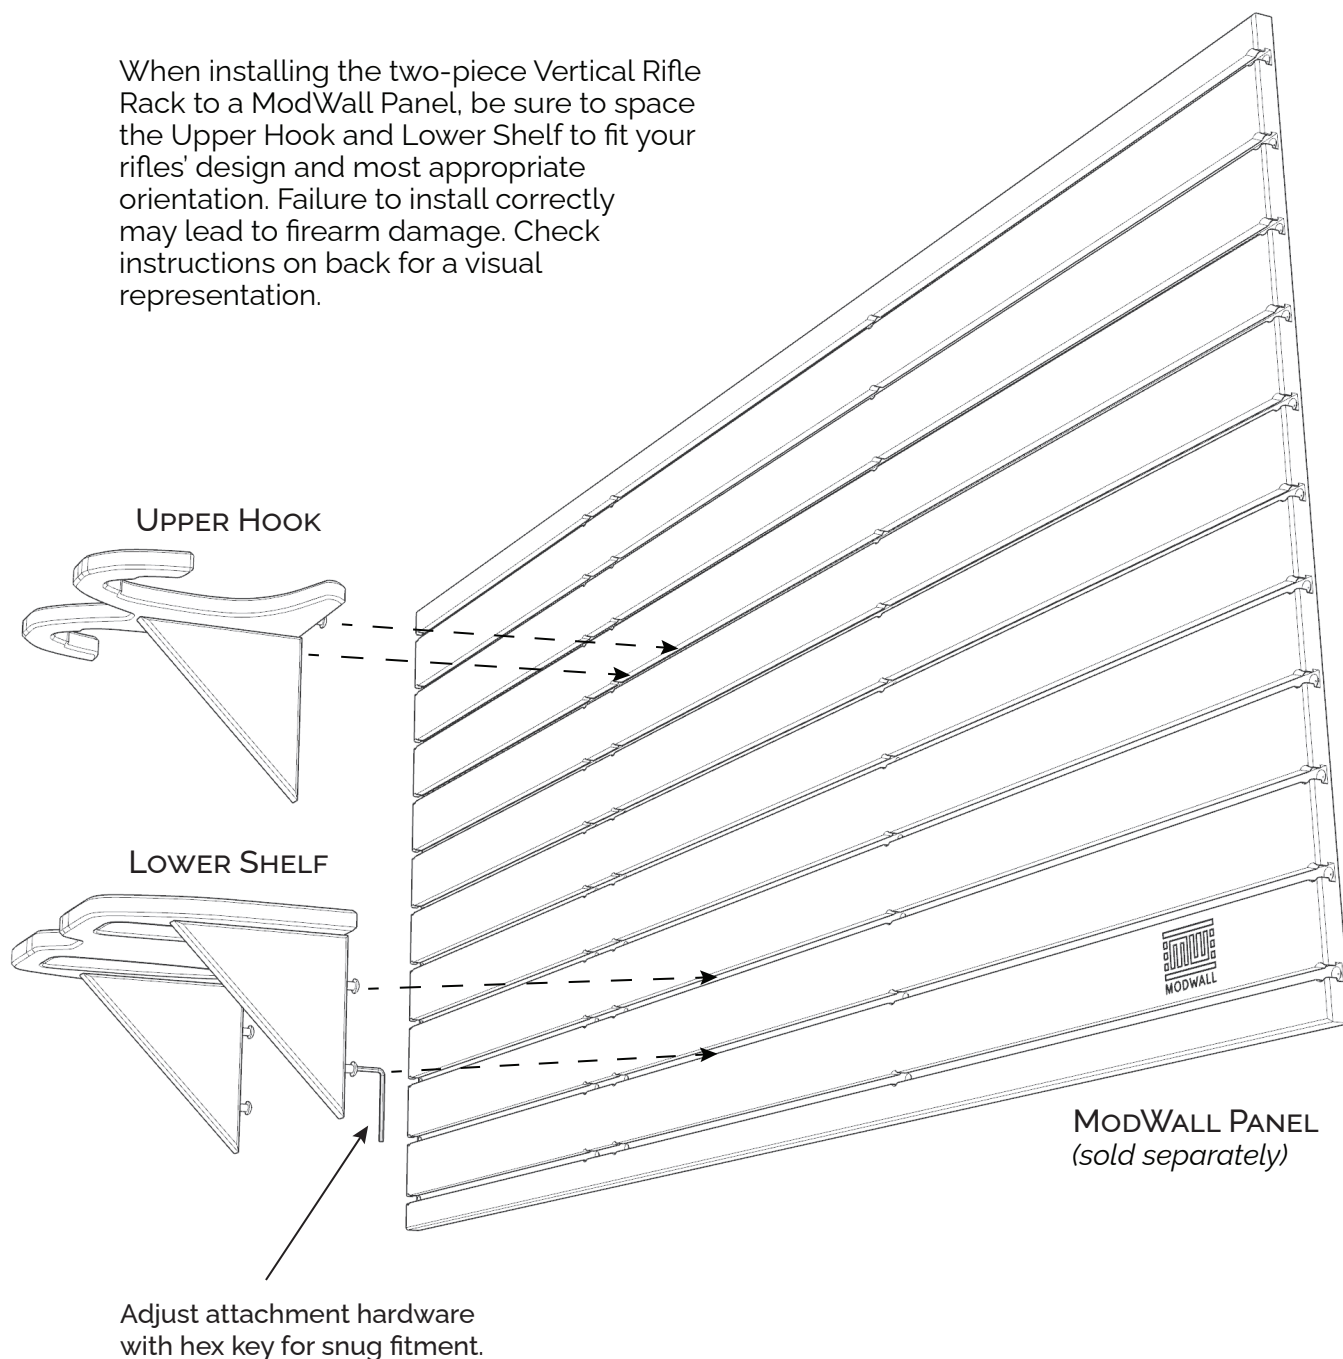 When installing the two-piece Vertical Rifle
Rack to a ModWall Panel, be sure to space
the Upper Hook and Lower Shelf to fit your
rifles’ design and most appropriate
orientation. Failure to install correctly
may lead to firearm damage. Check
instructions on back for a visual
representation.
Upper Hook
Lower Shelf
MODWALL
ModWall Panel
(sold separately)
Adjust attachment hardware
with hex key for snug fitment.